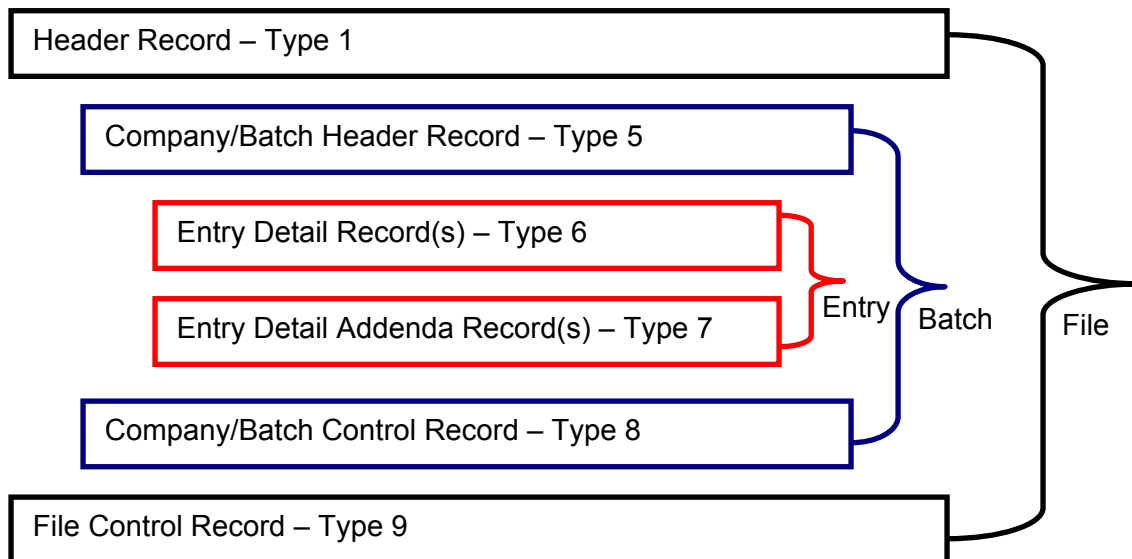 Header Record – Type 1
Company/Batch Header Record – Type 5
Entry Detail Record(s) – Type 6
Entry Detail Addenda Record(s) – Type 7
Entry
Batch
File
Company/Batch Control Record – Type 8
File Control Record – Type 9